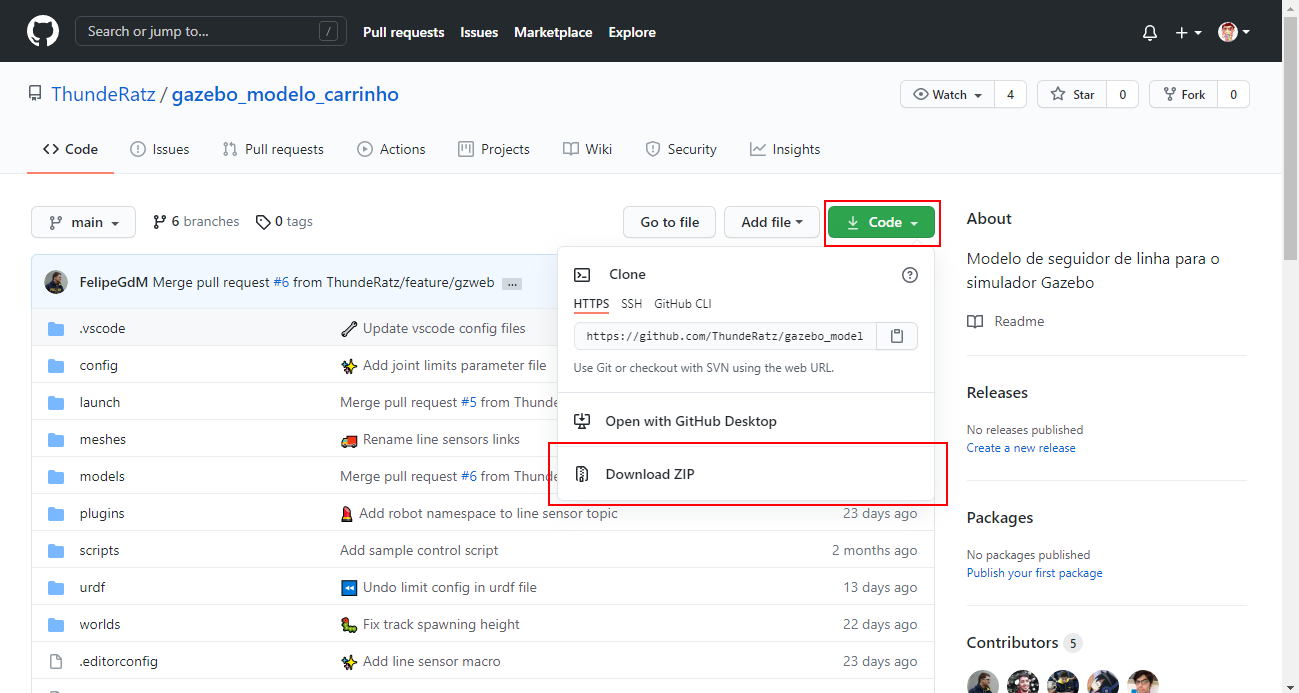 Search or jump to... /
Pull requests Issues Marketplace Explore
ThundeRatz / gazebo_modelo_carrinho
Watch 4 Star 0 Fork 0
Code Issues Pull requests Actions Projects Wiki Security Insights
main 6 branches 0 tags Go to file Add file Code
FelipeGdM Merge pull request #6 from ThundeRatz/feature/gzweb ...
.vscode Update vscode config files
config Add joint limits parameter file
launch Merge pull request #5 from Thunde
meshes Rename line sensors links
models Merge pull request #6 from Thunde
plugins Add robot namespace to line sensor topic 23 days ago
scripts Add sample control script 2 months ago
urdf Undo limit config in urdf file 13 days ago
worlds Fix track spawning height 22 days ago
.editorconfig Add line sensor macro 23 days ago
Clone
HTTPS SSH GitHub CLI
https://github.com/ThundeRatz/gazebo_model
Use Git or checkout with SVN using the web URL.
Open with GitHub Desktop
Download ZIP
About
Modelo de seguidor de linha para o
simulador Gazebo
Readme
Releases
No releases published
Create a new release
Packages
No packages published
Publish your first package
Contributors 5